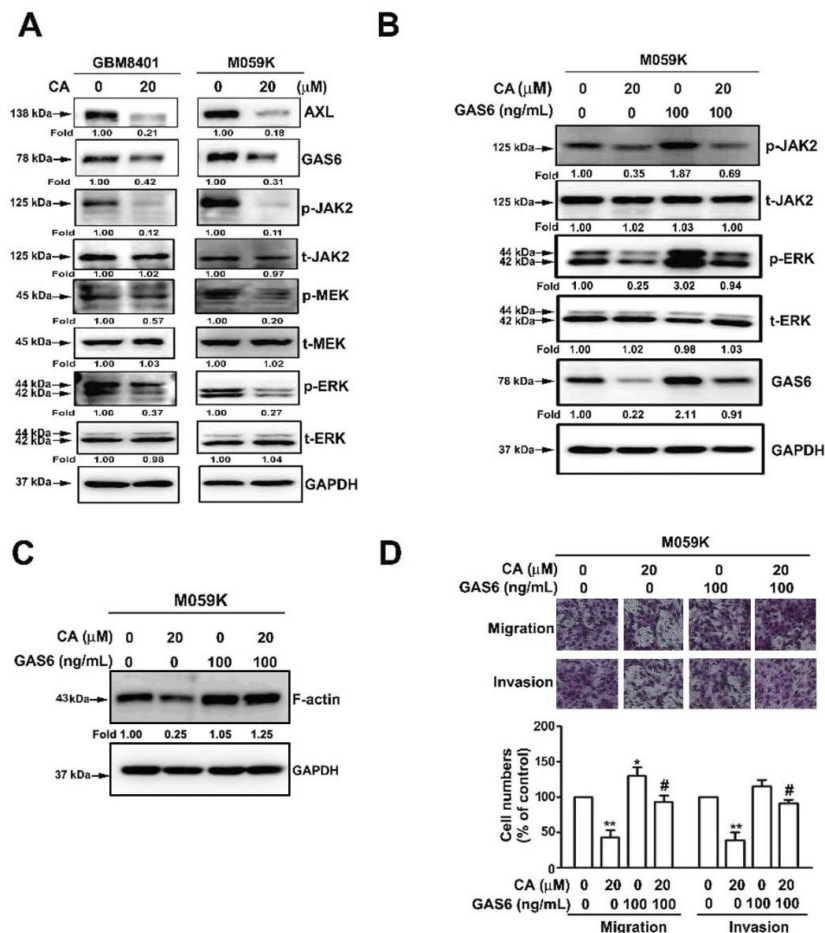 A
GBM8401 M059K
CA 0 20 0 20 (μM)
138 kDa AXL
Fold 1.00 0.21 1.00 0.18
78 kDa GAS6
Fold 1.00 0.42 1.00 0.31
125 kDa p-JAK2
Fold 1.00 0.12 1.00 0.11
125 kDa t-JAK2
Fold 1.00 1.02 1.00 0.97
45 kDa p-MEK
Fold 1.00 0.57 1.00 0.20
45 kDa t-MEK
Fold 1.00 1.03 1.00 1.02
44 kDa
42 kDa p-ERK
Fold 1.00 0.37 1.00 0.27
44 kDa
42 kDa t-ERK
Fold 1.00 0.98 1.00 1.04
37 kDa GAPDH
B
M059K
CA (μM) 0 20 0 20
GAS6 (ng/mL) 0 0 100 100
125 kDa p-JAK2
Fold 1.00 0.35 1.87 0.69
125 kDa t-JAK2
Fold 1.00 1.02 1.03 1.00
44 kDa
42 kDa p-ERK
Fold 1.00 0.25 3.02 0.94
44 kDa
42 kDa t-ERK
Fold 1.00 1.02 0.98 1.03
78 kDa GAS6
Fold 1.00 0.22 2.11 0.91
37 kDa GAPDH
C
M059K
CA (μM) 0 20 0 20
GAS6 (ng/mL) 0 0 100 100
43kDa F-actin
Fold 1.00 0.25 1.05 1.25
37 kDa GAPDH
D
M059K
CA (μM) 0 20 0 20
GAS6 (ng/mL) 0 0 100 100
Migration
Invasion
Cell numbers
(% of control)
200
150
100
50
0
** * # ** #
CA (μM) 0 20 0 20 0 20 0 20
GAS6 (ng/mL) 0 0 100 100 0 0 100 100
Migration Invasion